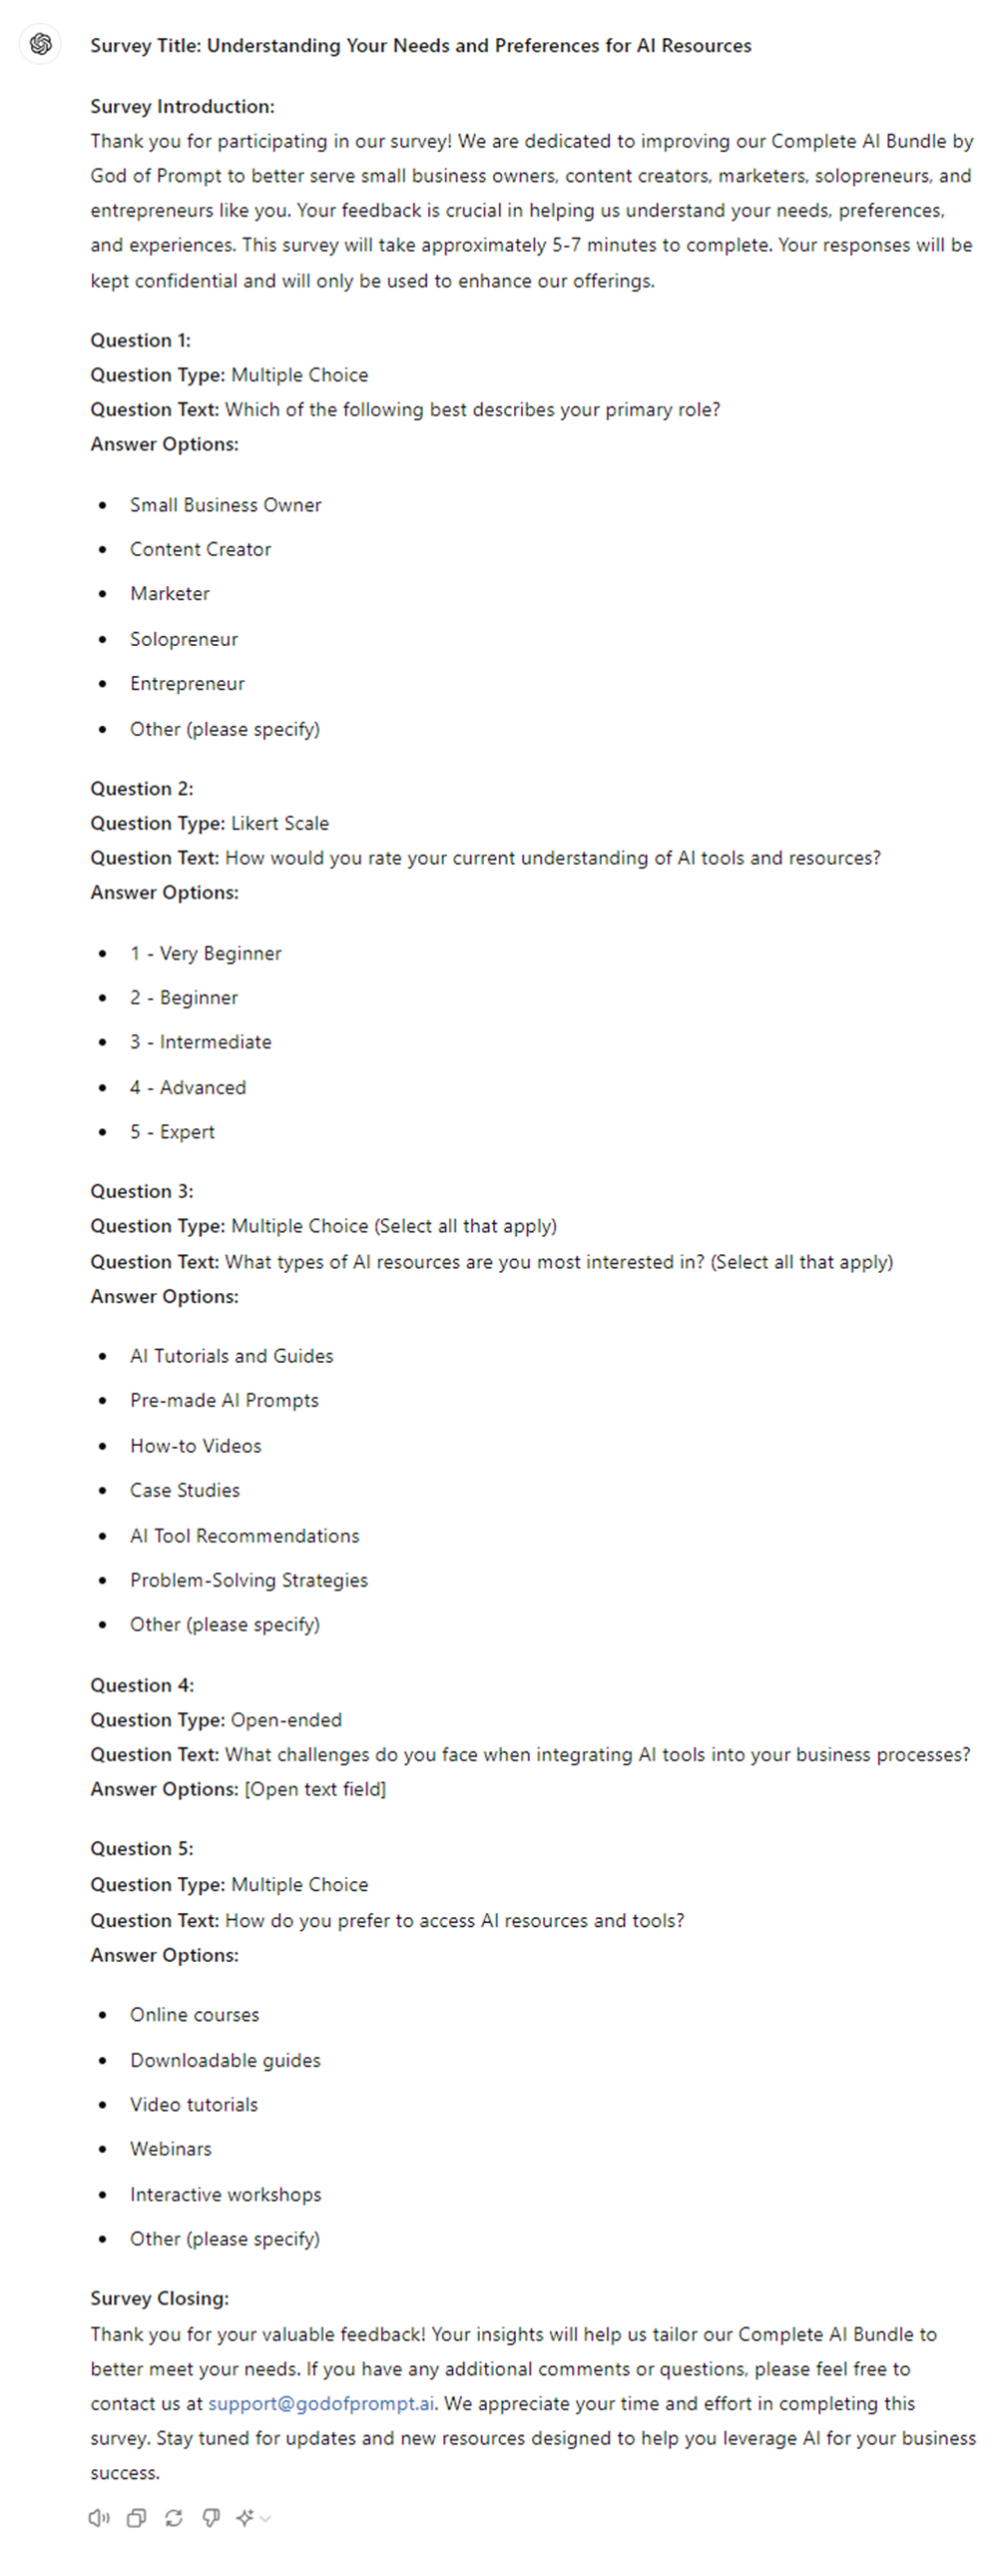 Survey Title: Understanding Your Needs and Preferences for AI Resources
Survey Introduction:
Thank you for participating in our survey! We are dedicated to improving our Complete AI Bundle by
God of Prompt to better serve small business owners, content creators, marketers, solopreneurs, and
entrepreneurs like you. Your feedback is crucial in helping us understand your needs, preferences,
and experiences. This survey will take approximately 5-7 minutes to complete. Your responses will be
kept confidential and will only be used to enhance our offerings.
Question 1:
Question Type: Multiple Choice
Question Text: Which of the following best describes your primary role?
Answer Options:
• Small Business Owner
• Content Creator
• Marketer
• Solopreneur
• Entrepreneur
• Other (please specify)
Question 2:
Question Type: Likert Scale
Question Text: How would you rate your current understanding of AI tools and resources?
Answer Options:
• 1 - Very Beginner
• 2 - Beginner
• 3 - Intermediate
• 4 - Advanced
• 5 - Expert
Question 3:
Question Type: Multiple Choice (Select all that apply)
Question Text: What types of AI resources are you most interested in? (Select all that apply)
Answer Options:
• AI Tutorials and Guides
• Pre-made AI Prompts
• How-to Videos
• Case Studies
• AI Tool Recommendations
• Problem-Solving Strategies
• Other (please specify)
Question 4:
Question Type: Open-ended
Question Text: What challenges do you face when integrating AI tools into your business processes?
Answer Options: [Open text field]
Question 5:
Question Type: Multiple Choice
Question Text: How do you prefer to access AI resources and tools?
Answer Options:
• Online courses
• Downloadable guides
• Video tutorials
• Webinars
• Interactive workshops
• Other (please specify)
Survey Closing:
Thank you for your valuable feedback! Your insights will help us tailor our Complete AI Bundle to
better meet your needs. If you have any additional comments or questions, please feel free to
contact us at support@godofprompt.ai. We appreciate your time and effort in completing this
survey. Stay tuned for updates and new resources designed to help you leverage AI for your business
success.